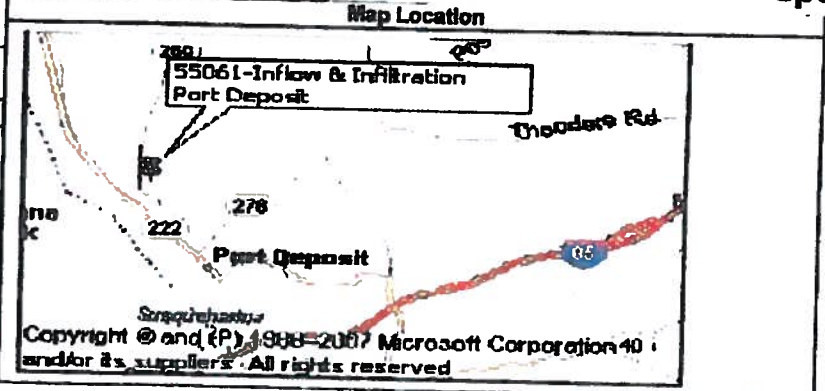 Map Location
260
55061-Inflow & Infiltration
Port Deposit
Theodore Rd
276
222
Port Deposit
95
Susquehanna
Copyright © and (P) 1988-2007 Microsoft Corporation
and/or its suppliers. All rights reserved